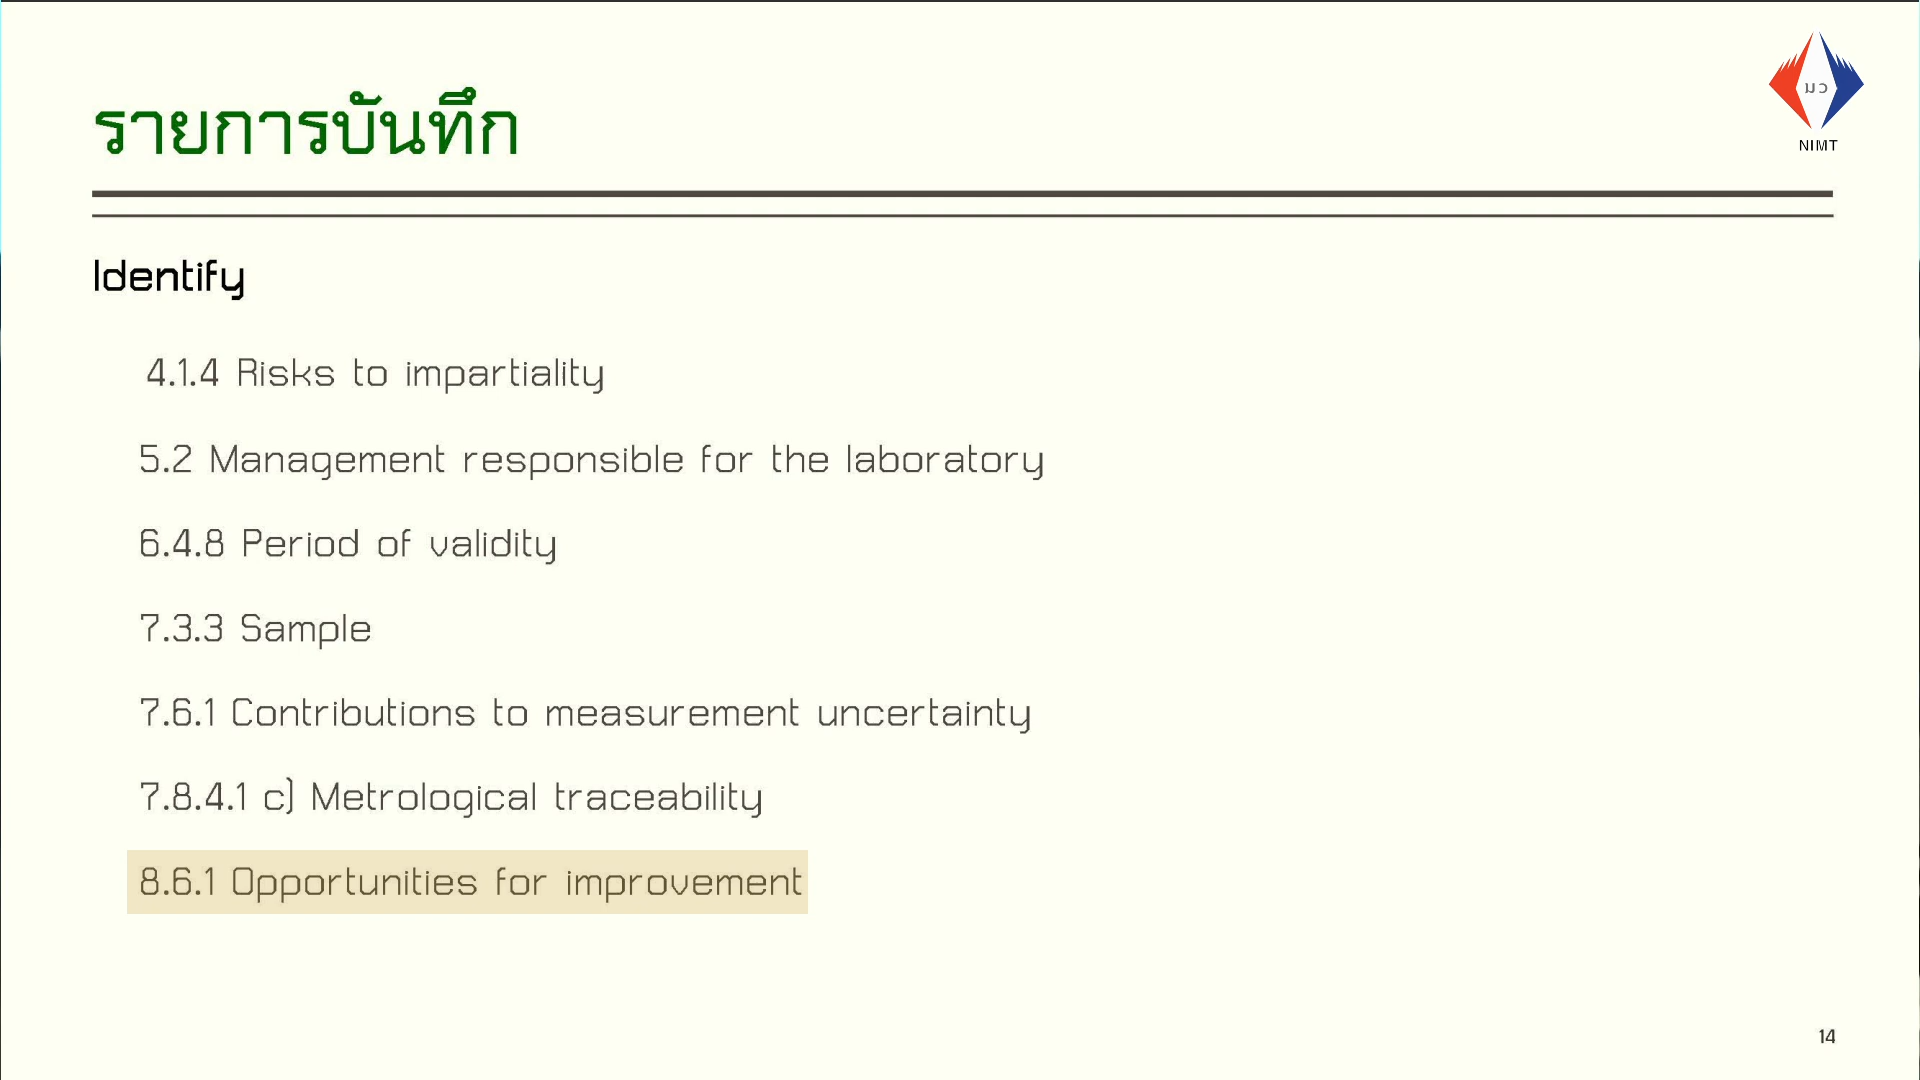 รายการบันทึก
มว
NIMT
Identify
4.1.4 Risks to impartiality
5.2 Management responsible for the laboratory
6.4.8 Period of validity
7.3.3 Sample
7.6.1 Contributions to measurement uncertainty
7.8.4.1 c) Metrological traceability
8.6.1 Opportunities for improvement
14